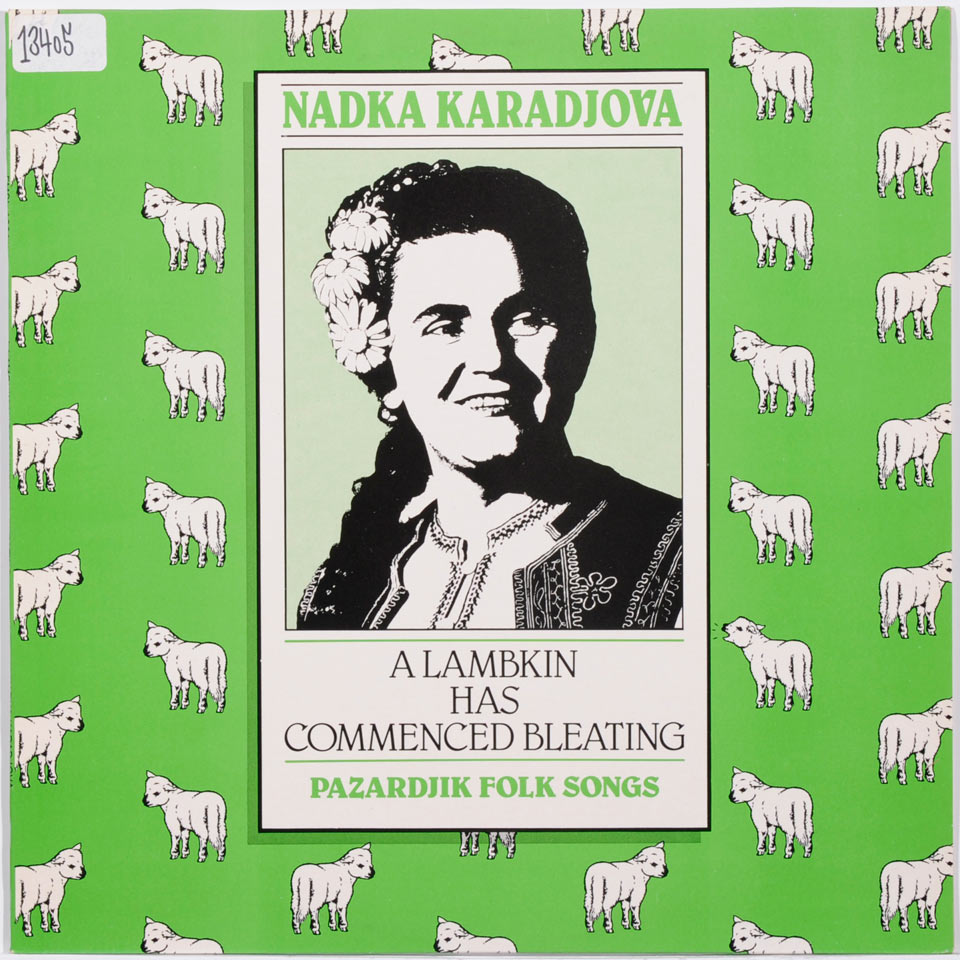 13405
NADKA KARADJOVA
A LAMBKIN
HAS
COMMENCED BLEATING
PAZARDJIK FOLK SONGS